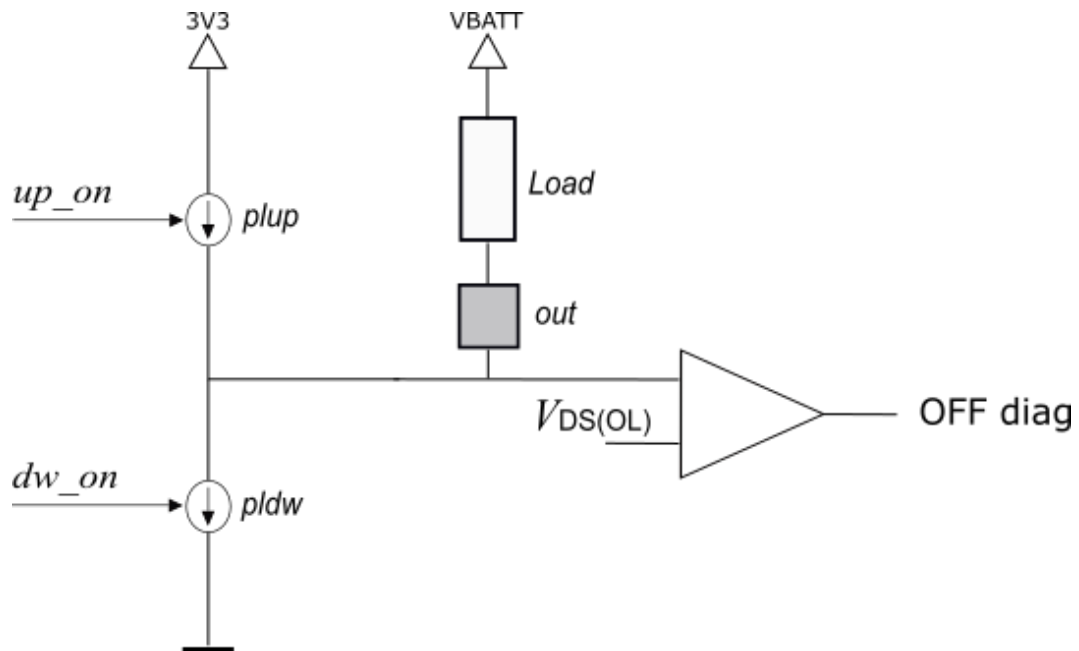 3V3
VBATT
up_on
plup
Load
out
VDS(OL)
OFF diag
dw_on
pldw